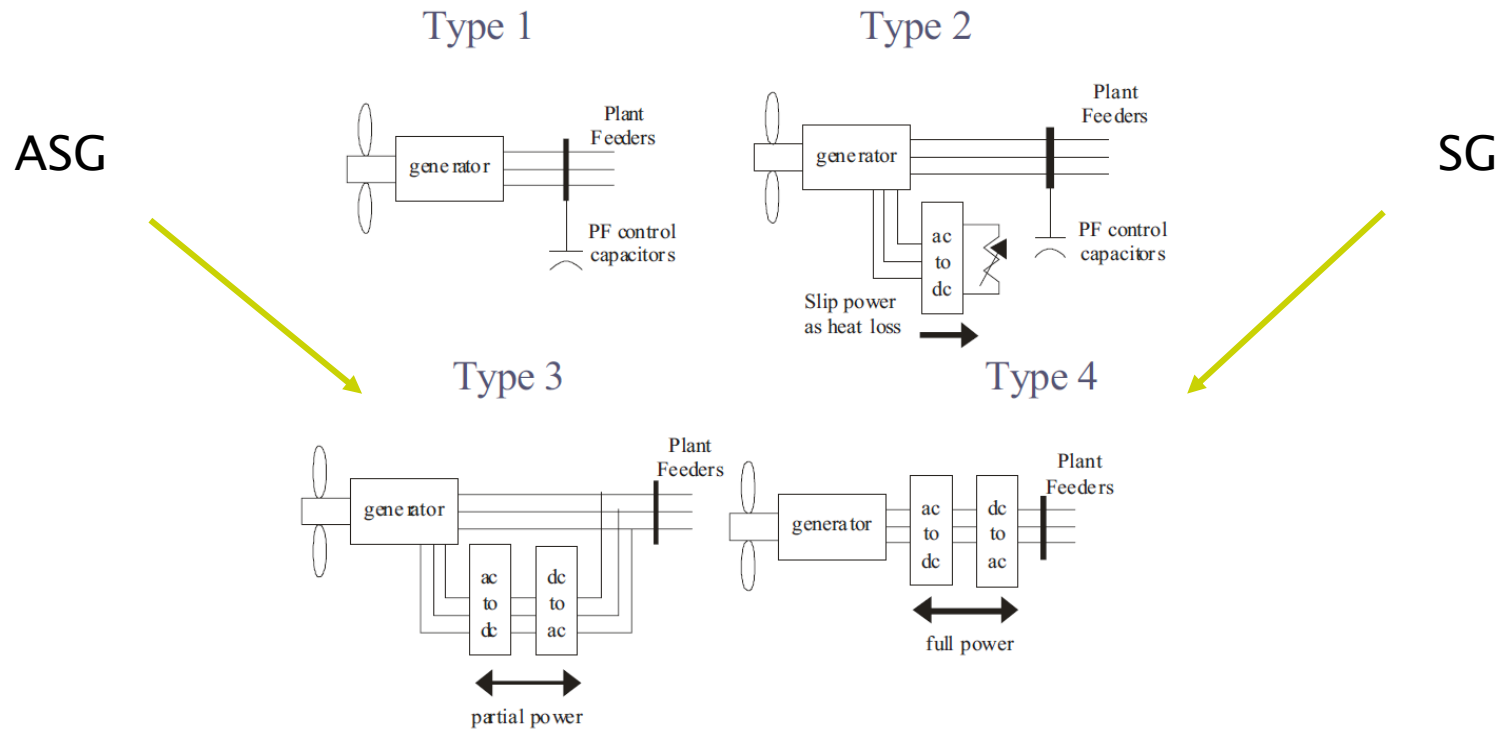 Type 1
Type 2
ASG
SG
generator
Plant
Feeders
PF control
capacitors
generator
Plant
Feeders
ac
to
dc
PF control
capacitors
Slip power
as heat loss
Type 3
Type 4
generator
Plant
Feeders
ac
to
dc
dc
to
ac
partial power
generator
ac
to
dc
dc
to
ac
Plant
Feeders
full power